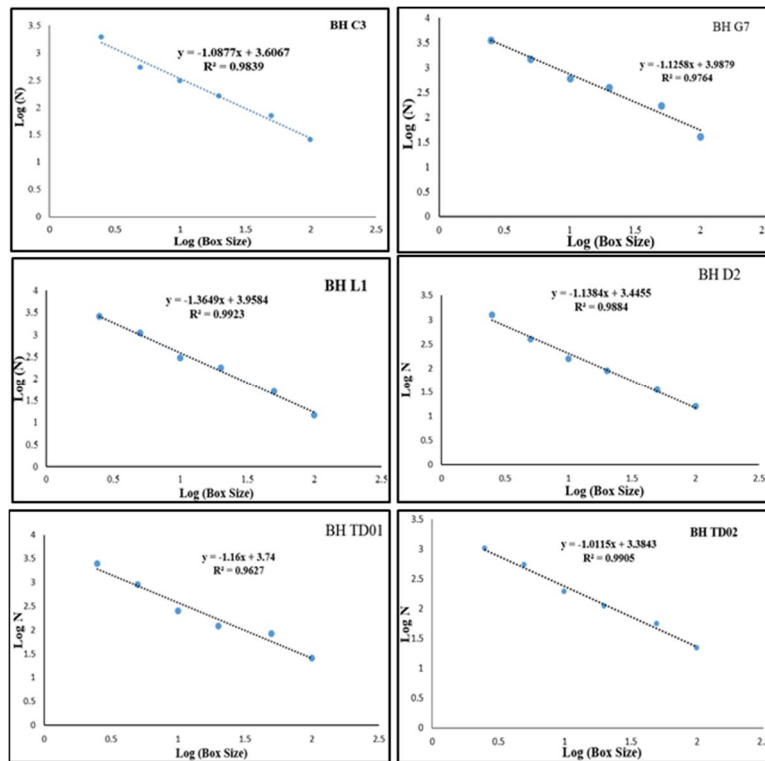 BH C3
y = -1.0877x + 3.6067
R² = 0.9839
Log (N)
3.5
3
2.5
2
1.5
1
0.5
0
0 0.5 1 1.5 2 2.5
Log (Box Size)
BH G7
y = -1.1258x + 3.9879
R² = 0.9764
Log (N)
4
3.5
3
2.5
2
1.5
1
0.5
0
0 0.5 1 1.5 2 2.5
Log (Box Size)
BH L1
y = -1.3649x + 3.9584
R² = 0.9923
Log (N)
4
3.5
3
2.5
2
1.5
1
0.5
0
0 0.5 1 1.5 2 2.5
Log (Box Size)
BH D2
y = -1.1384x + 3.4455
R² = 0.9884
Log N
3.5
3
2.5
2
1.5
1
0.5
0
0 0.5 1 1.5 2 2.5
Log (Box Size)
BH TD01
y = -1.16x + 3.74
R² = 0.9627
Log N
4
3.5
3
2.5
2
1.5
1
0.5
0
0 0.5 1 1.5 2 2.5
Log (Box Size)
BH TD02
y = -1.0115x + 3.3843
R² = 0.9905
Log N
3.5
3
2.5
2
1.5
1
0.5
0
0 0.5 1 1.5 2 2.5
Log (Box Size)